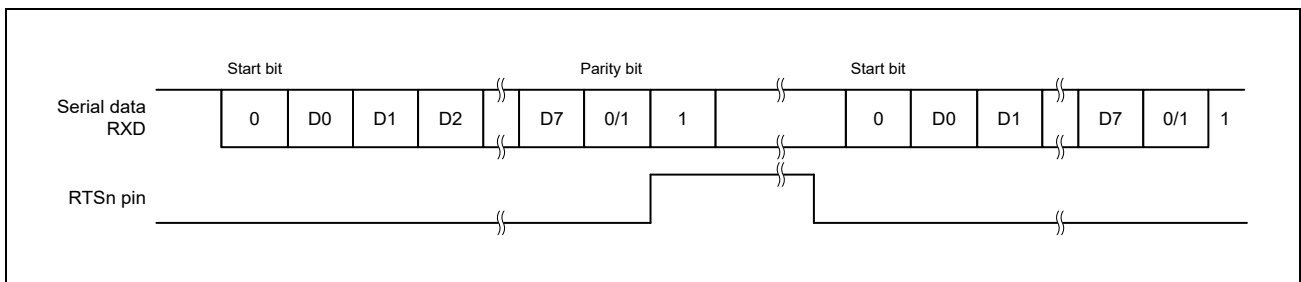 Start bit Parity bit Start bit
Serial data
RXD
0 D0 D1 D2 D7 0/1 1 0 D0 D1 D7 0/1 1
RTSn pin